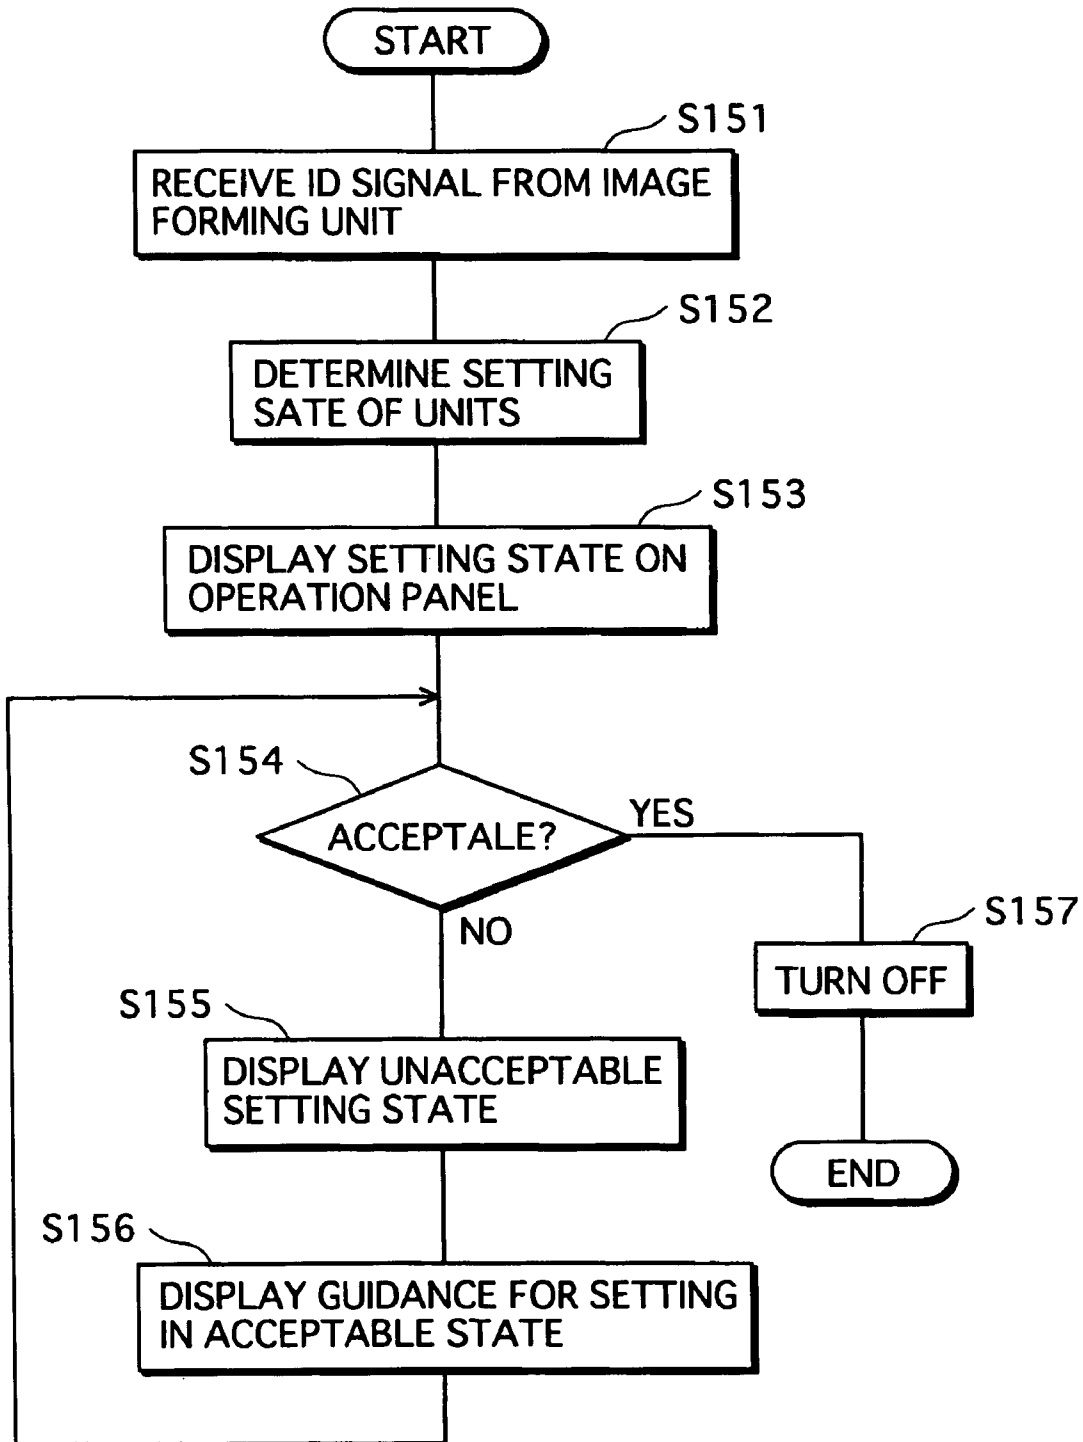 START
S151
RECEIVE ID SIGNAL FROM IMAGE
FORMING UNIT
S152
DETERMINE SETTING
SATE OF UNITS
S153
DISPLAY SETTING STATE ON
OPERATION PANEL
S154
ACCEPTALE?
YES
NO
S157
TURN OFF
S155
DISPLAY UNACCEPTABLE
SETTING STATE
END
S156
DISPLAY GUIDANCE FOR SETTING
IN ACCEPTABLE STATE